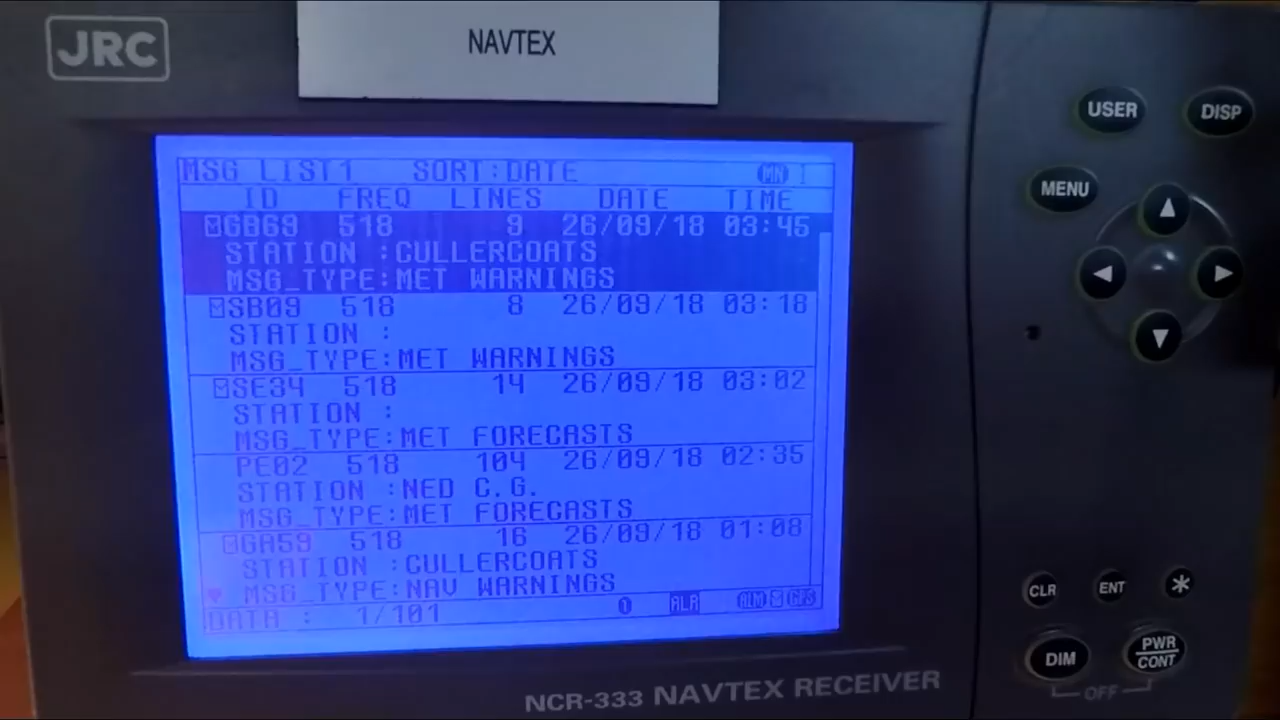 JRC
NAVTEX
USER
DISP
MENU
MSG LIST1 SORT:DATE MN
ID FREQ LINES DATE TIME
GB69 518 9 26/09/18 03:45
STATION :CULLERCOATS
MSG_TYPE:MET WARNINGS
SB09 518 8 26/09/18 03:18
STATION :
MSG_TYPE:MET WARNINGS
SE34 518 14 26/09/18 03:02
STATION :
MSG_TYPE:MET FORECASTS
PE02 518 104 26/09/18 02:35
STATION :NED C.G.
MSG_TYPE:MET FORECASTS
GA59 518 16 26/09/18 01:08
STATION :CULLERCOATS
MSG_TYPE:NAV WARNINGS
DATA : 1/101 1 ALR ALM GPS
CLR ENT *
DIM PWR CONT
OFF
NCR-333 NAVTEX RECEIVER